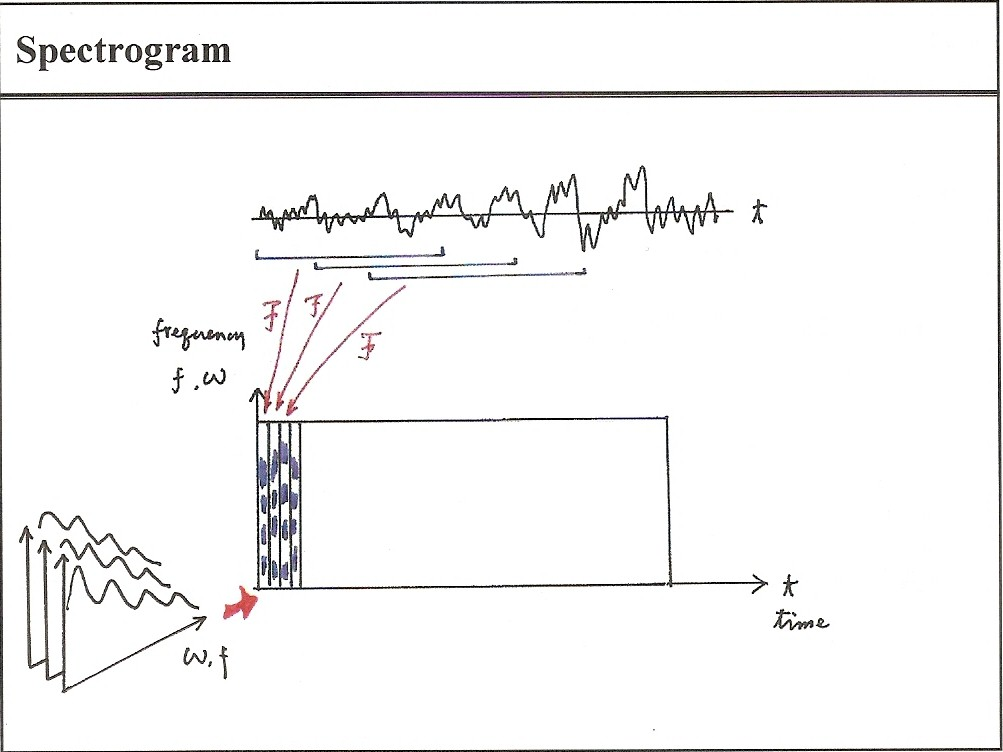 Spectrogram
t
F F
F
frequency
f, ω
t
time
ω, f